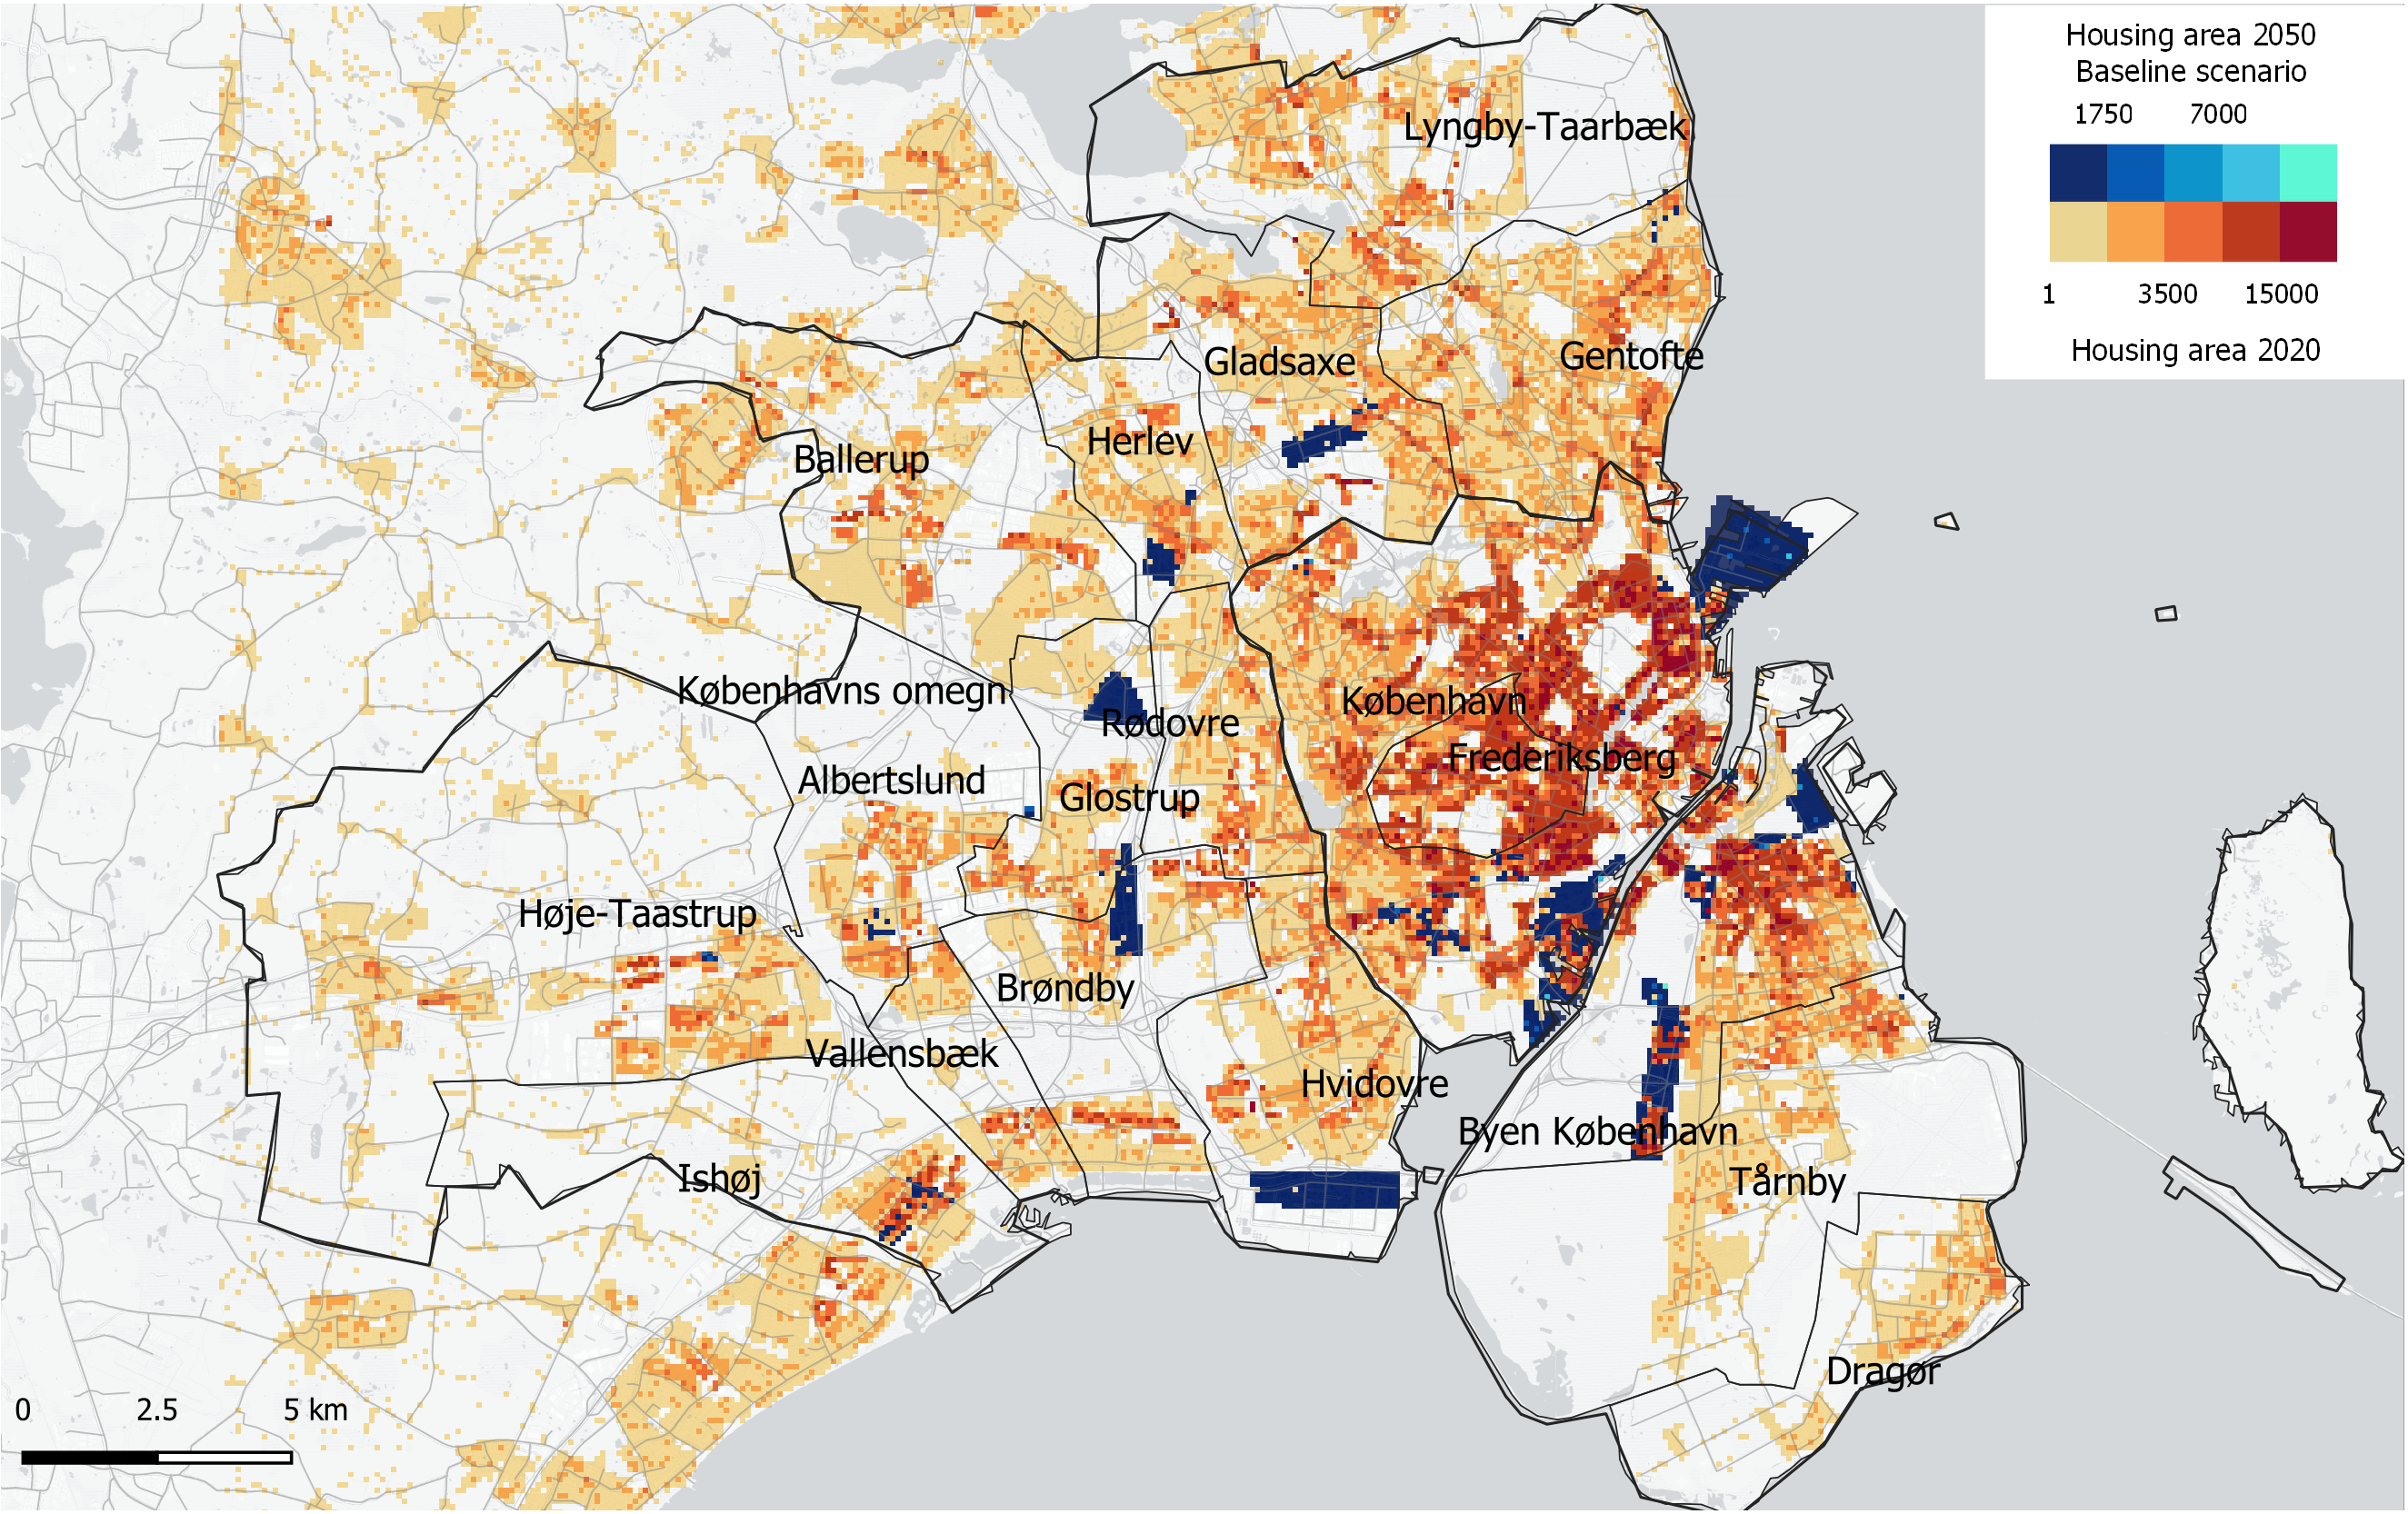 Housing area 2050
Baseline scenario
1750 7000
1 3500 15000
Housing area 2020
Lyngby-Taarbæk
Gladsaxe
Gentofte
Herlev
Ballerup
Københavns omegn
København
Rødovre
Frederiksberg
Albertslund
Glostrup
Høje-Taastrup
Brøndby
Vallensbæk
Hvidovre
Byen København
Ishøj
Tårnby
Dragør
0 2.5 5 km